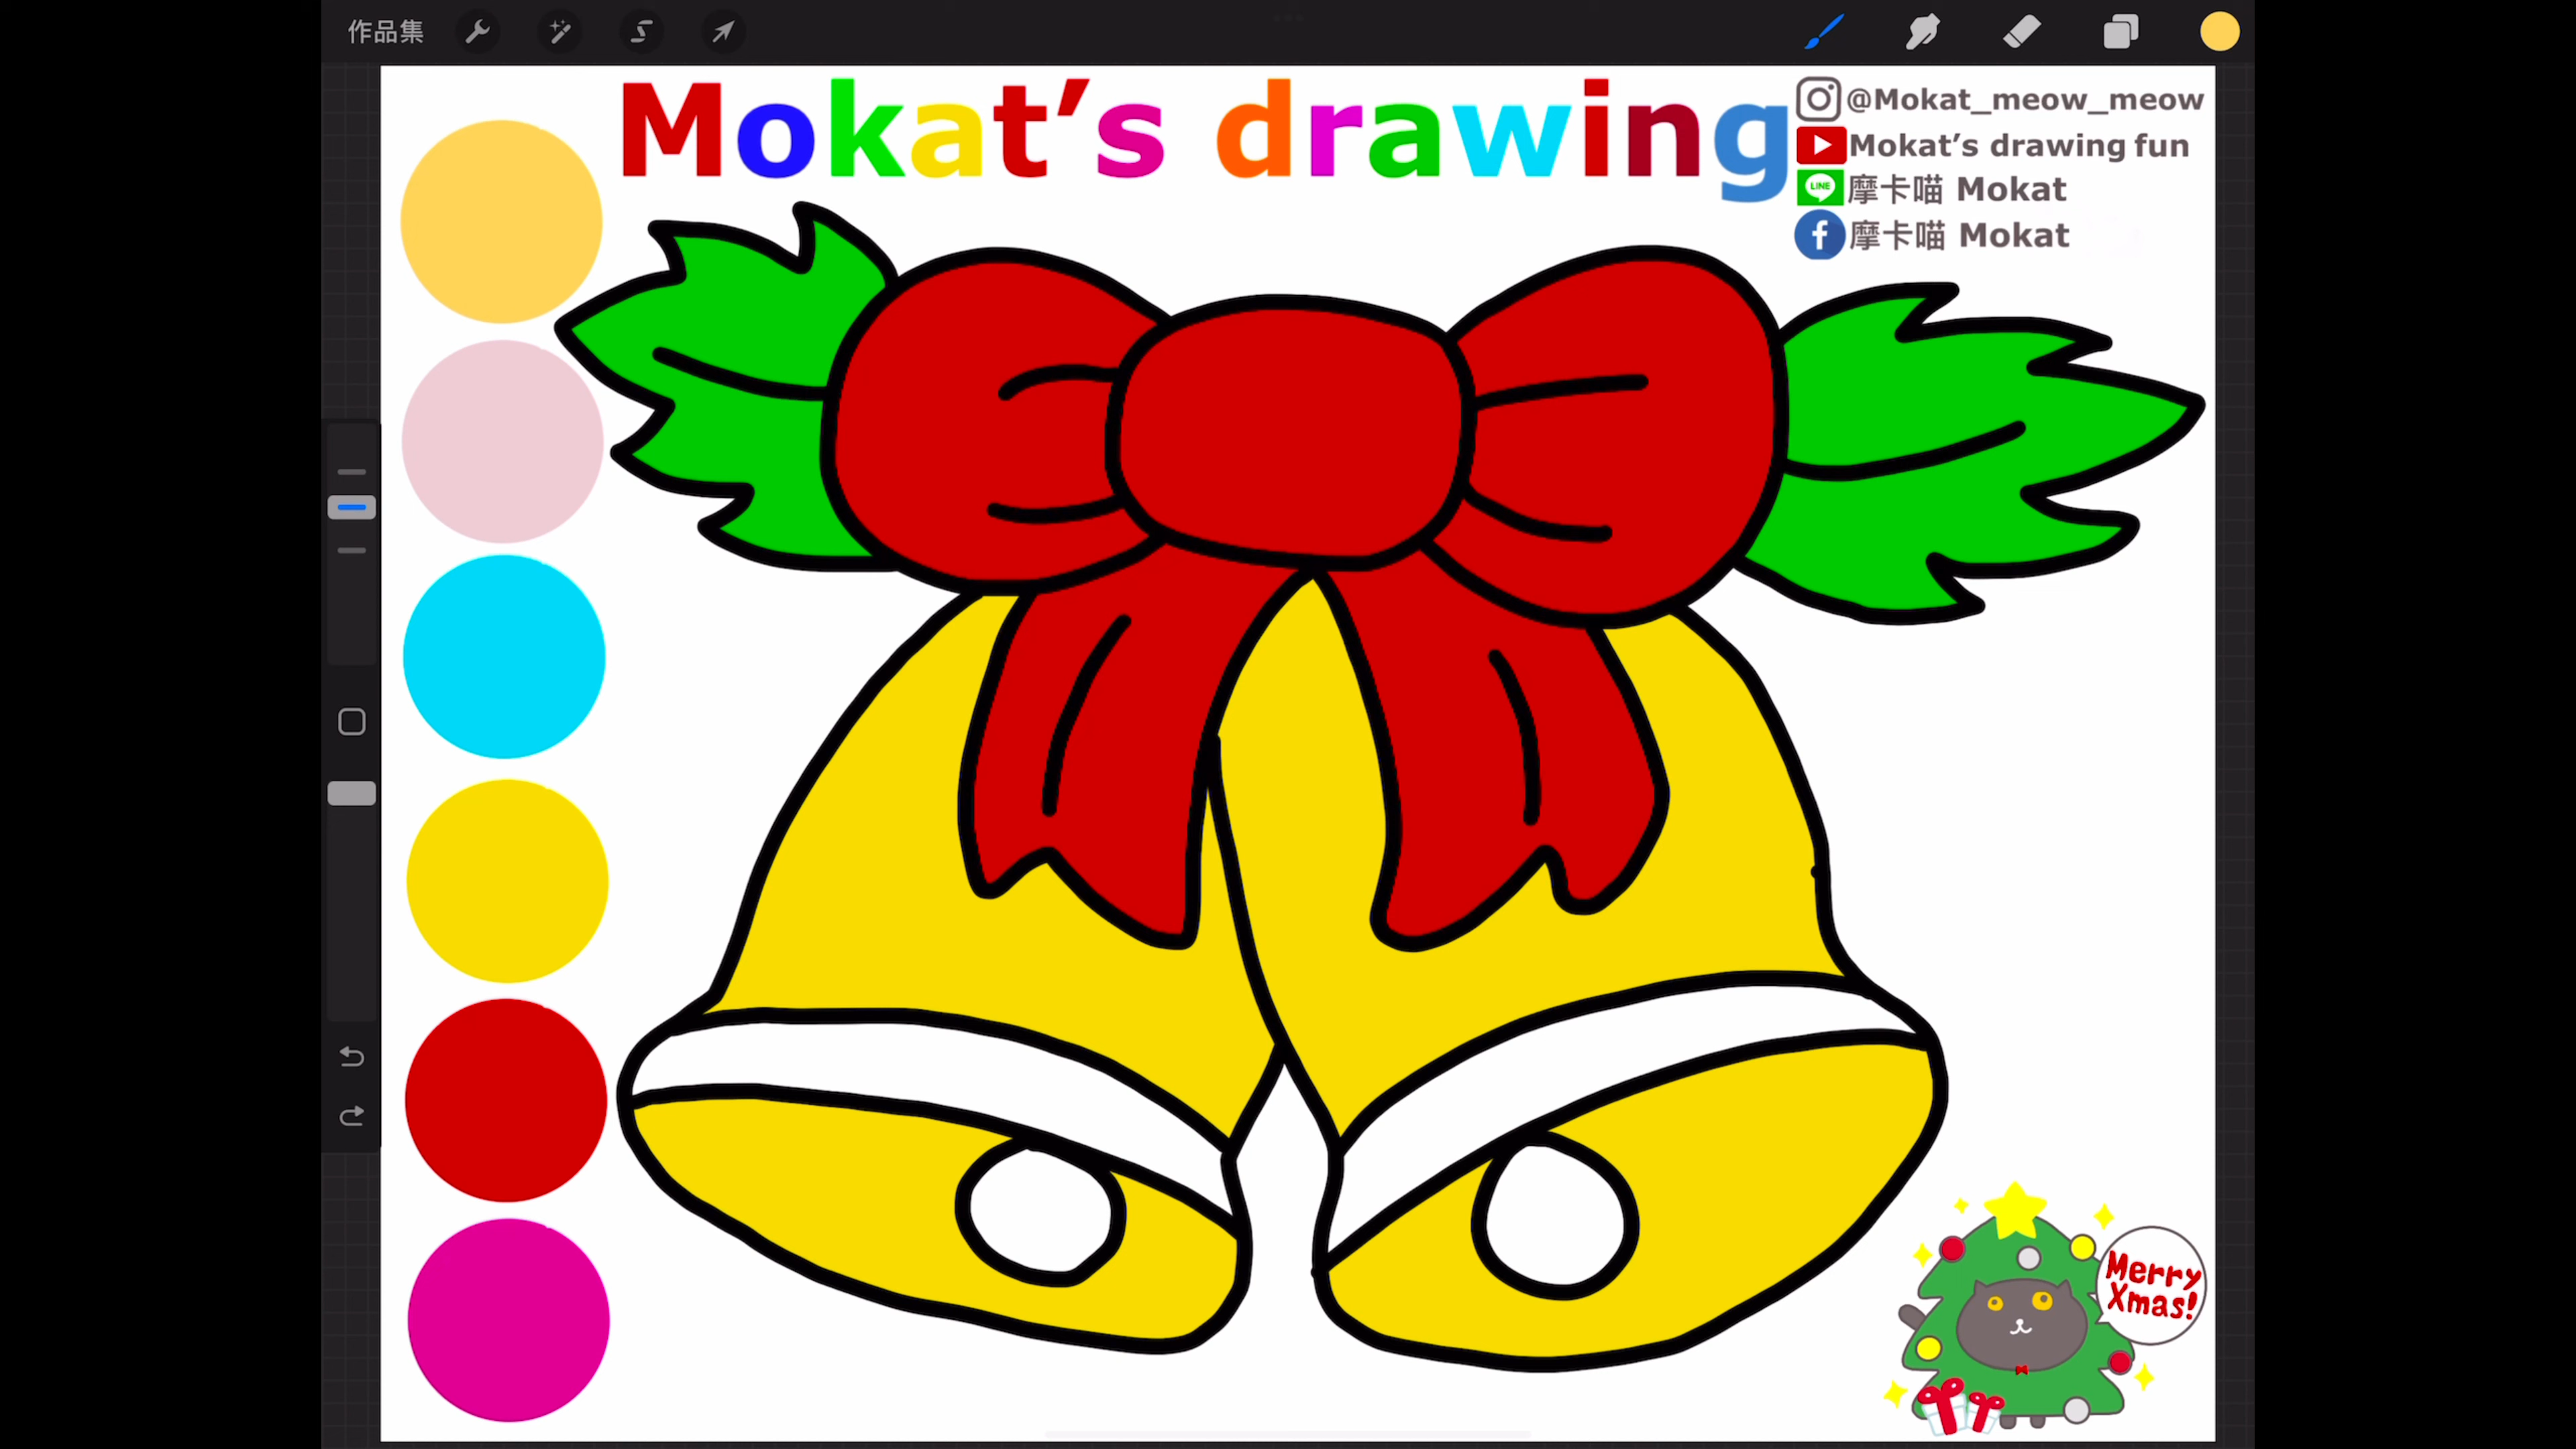 作品集
Mokat’s drawing
@Mokat_meow_meow
Mokat’s drawing fun
LINE
摩卡喵 Mokat
f
摩卡喵 Mokat
Merry
Xmas!